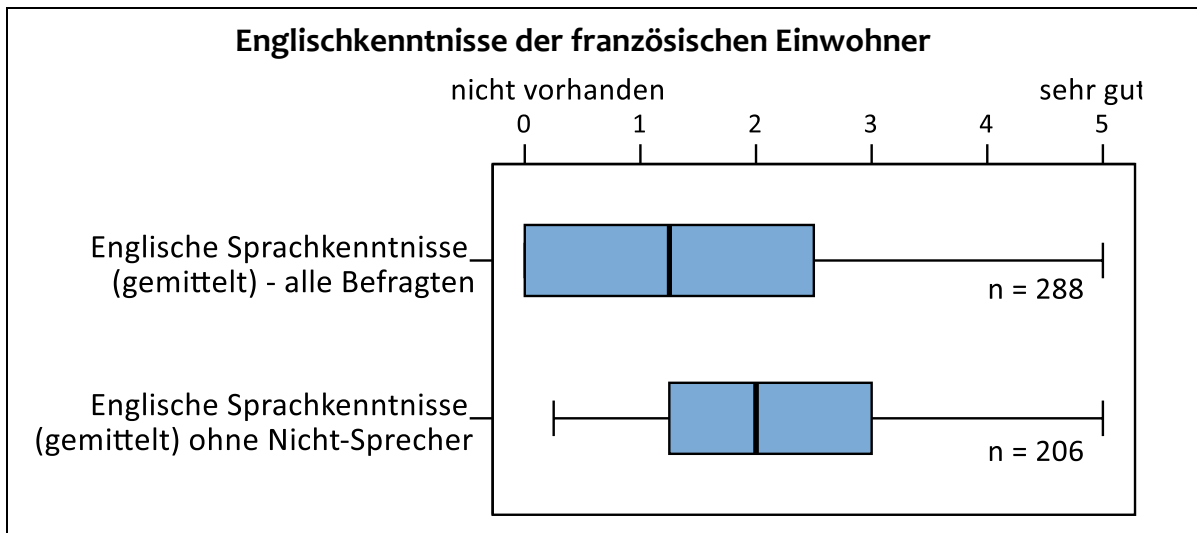 Englischkenntnisse der französischen Einwohner
nicht vorhanden sehr gut
0 1 2 3 4 5
Englische Sprachkenntnisse
(gemittelt) - alle Befragten
n = 288
Englische Sprachkenntnisse
(gemittelt) ohne Nicht-Sprecher
n = 206